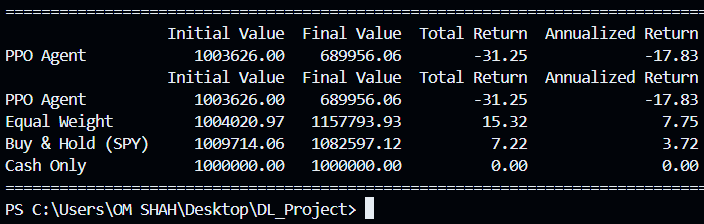 ================================================================================
Initial Value  Final Value  Total Return  Annualized Return
PPO Agent            1003626.00    689956.06        -31.25             -17.83
Initial Value  Final Value  Total Return  Annualized Return
PPO Agent            1003626.00    689956.06        -31.25             -17.83
Equal Weight         1004020.97   1157793.93         15.32               7.75
Buy & Hold (SPY)     1009714.06   1082597.12          7.22               3.72
Cash Only            1000000.00   1000000.00          0.00               0.00
================================================================================
PS C:\Users\OM SHAH\Desktop\DL_Project>